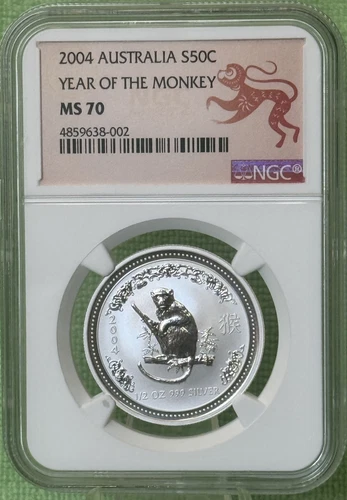 2004 AUSTRALIA S50C
YEAR OF THE MONKEY
MS 70
4859638-002
NGC®
2004
猴
1/2 OZ 999 SILVER